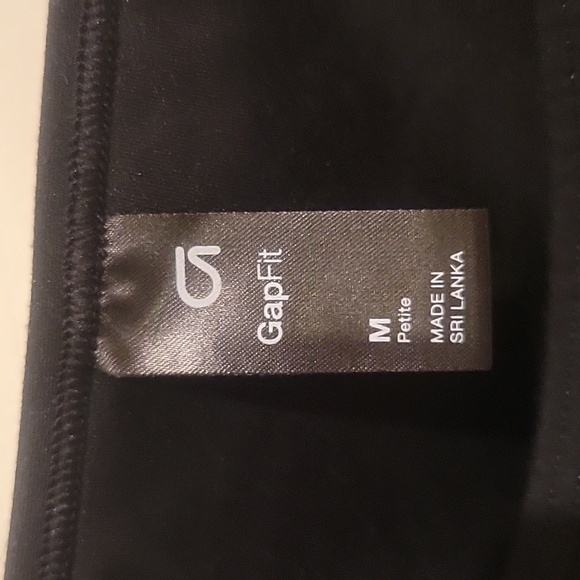 GapFit
M
Petite
MADE IN
SRI LANKA